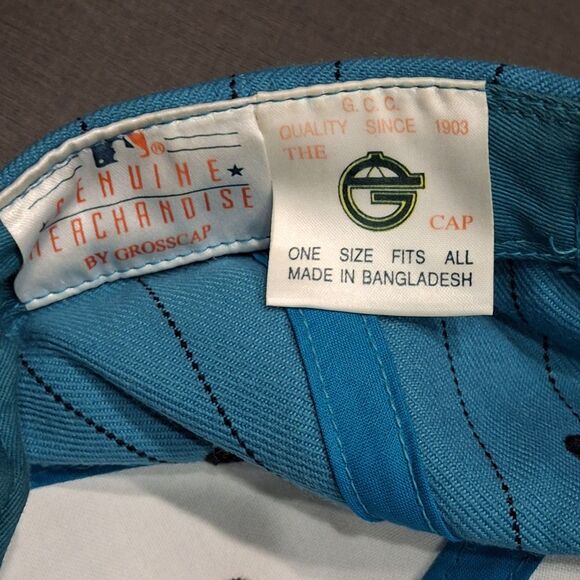 GENUINE
MERCHANDISE
BY GROSSCAP
®
G.C.C.
QUALITY SINCE 1903
THE
G
CAP
ONE SIZE FITS ALL
MADE IN BANGLADESH